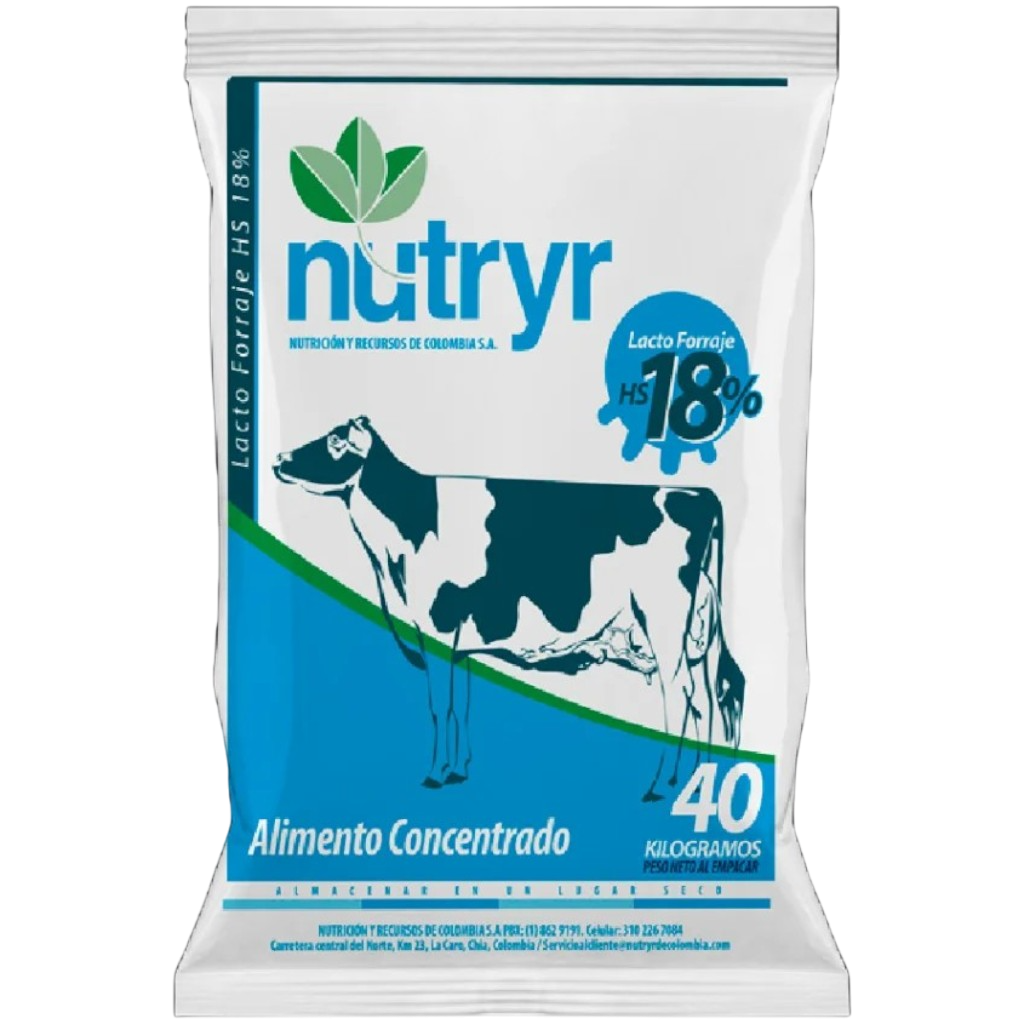 Lacto Forraje HS 18%
nutryr
NUTRICIÓN Y RECURSOS DE COLOMBIA S.A.
Lacto Forraje
HS 18%
40
KILOGRAMOS
PESO NETO AL EMPACAR
Alimento Concentrado
ALMACENAR EN UN LUGAR SECO
NUTRICIÓN Y RECURSOS DE COLOMBIA S.A PBX: (1) 862 9191. Celular: 310 226 7084
Carretera central del Norte, Km 23, La Caro, Chia, Colombia / Servicioalcliente@nutryrdecolombia.com